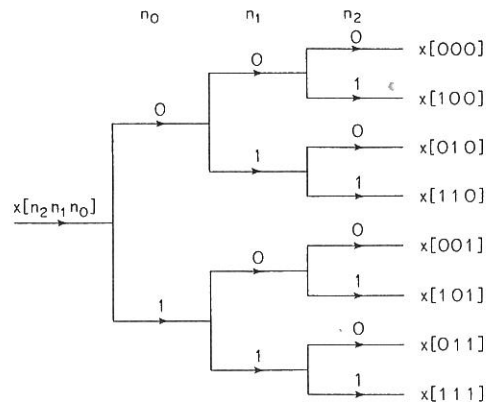 n₀ n₁ n₂
0
x[000]
0
1
x[100]
0
0
x[010]
1
1
x[110]
x[n₂n₁n₀]
0
x[001]
0
1
x[101]
1
0
x[011]
1
1
x[111]